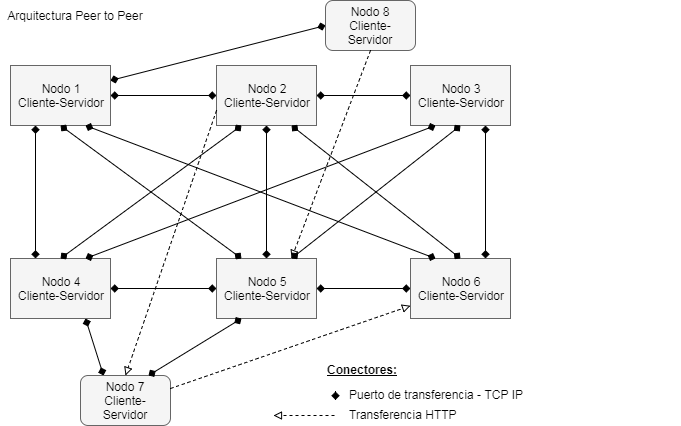 Arquitectura Peer to Peer
Nodo 8
Cliente-
Servidor
Nodo 1
Cliente-Servidor
Nodo 2
Cliente-Servidor
Nodo 3
Cliente-Servidor
Nodo 4
Cliente-Servidor
Nodo 5
Cliente-Servidor
Nodo 6
Cliente-Servidor
Nodo 7
Cliente-
Servidor
Conectores:
Puerto de transferencia - TCP IP
Transferencia HTTP